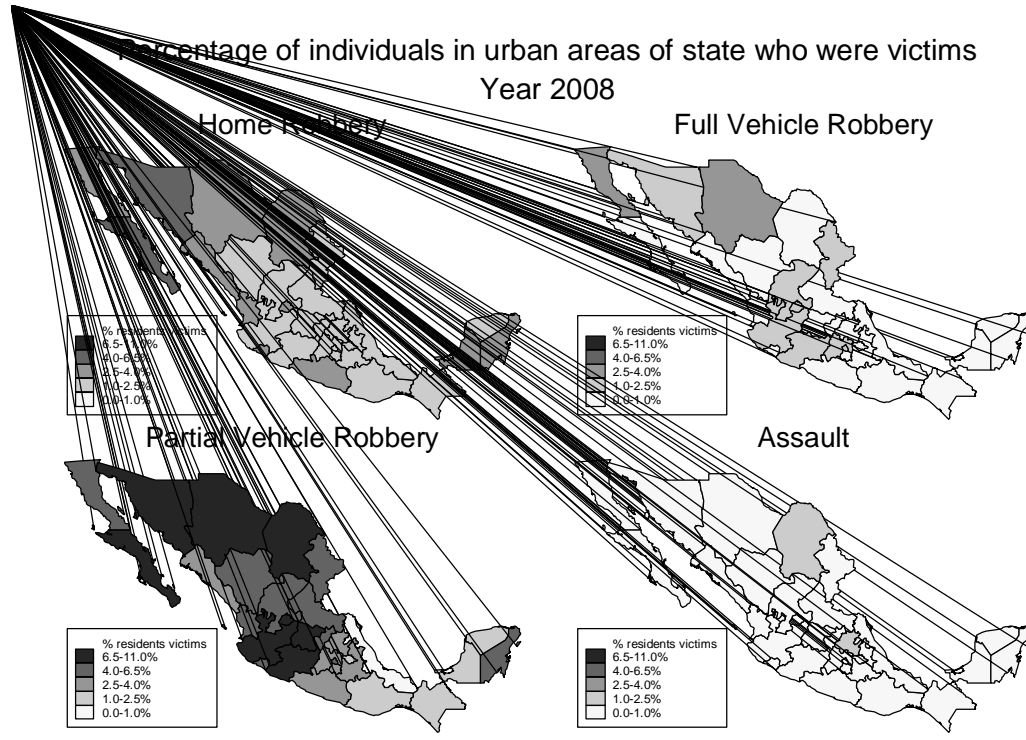 Percentage of individuals in urban areas of state who were victims
Year 2008
Home Robbery
Full Vehicle Robbery
% residents victims
6.5-11.0%
4.0-6.5%
2.5-4.0%
1.0-2.5%
0.0-1.0%
% residents victims
6.5-11.0%
4.0-6.5%
2.5-4.0%
1.0-2.5%
0.0-1.0%
Partial Vehicle Robbery
Assault
% residents victims
6.5-11.0%
4.0-6.5%
2.5-4.0%
1.0-2.5%
0.0-1.0%
% residents victims
6.5-11.0%
4.0-6.5%
2.5-4.0%
1.0-2.5%
0.0-1.0%